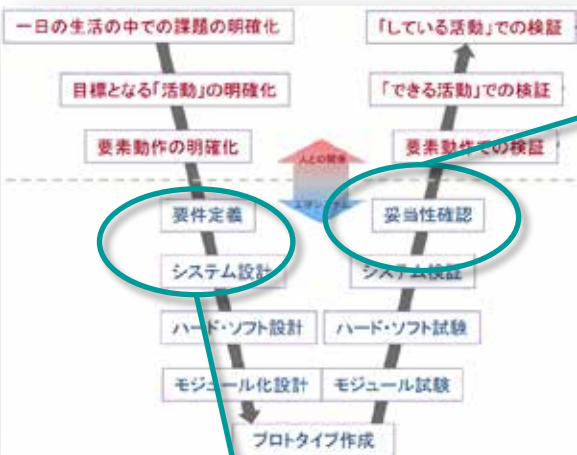 一日の生活の中での課題の明確化
「している活動」での検証
目標となる「活動」の明確化
「できる活動」での検証
要素動作の明確化
人との関係
要素動作での検証
要件定義
妥当性確認
システム設計
システム検証
ハード・ソフト設計
ハード・ソフト試験
モジュール化設計
モジュール試験
プロトタイプ作成